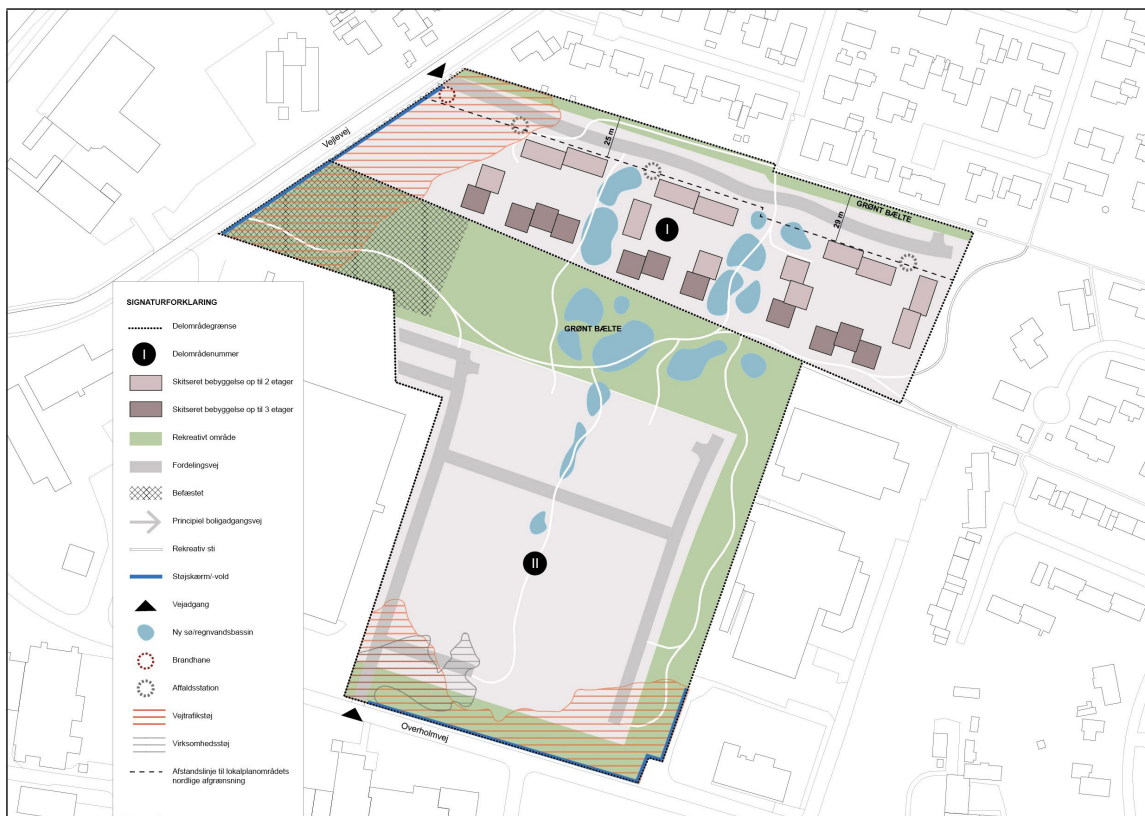 Vejlevej
25 m
GRØNT BÆLTE
29 m
I
GRØNT BÆLTE
SIGNATURFORKLARING
Delområdegrænse
I
Delområdenummer
Skitseret bebyggelse op til 2 etager
Skitseret bebyggelse op til 3 etager
Rekreativt område
Fordelingsvej
Befæstet
Principiel boligadgangsvej
Rekreativ sti
Støjskærm/-vold
Vejadgang
Ny sø/regnvandsbassin
Brandhane
Affaldsstation
Vejtrafikstøj
Virksomhedsstøj
Afstandslinje til lokalplanområdets
nordlige afgrænsning
II
Overholmvej